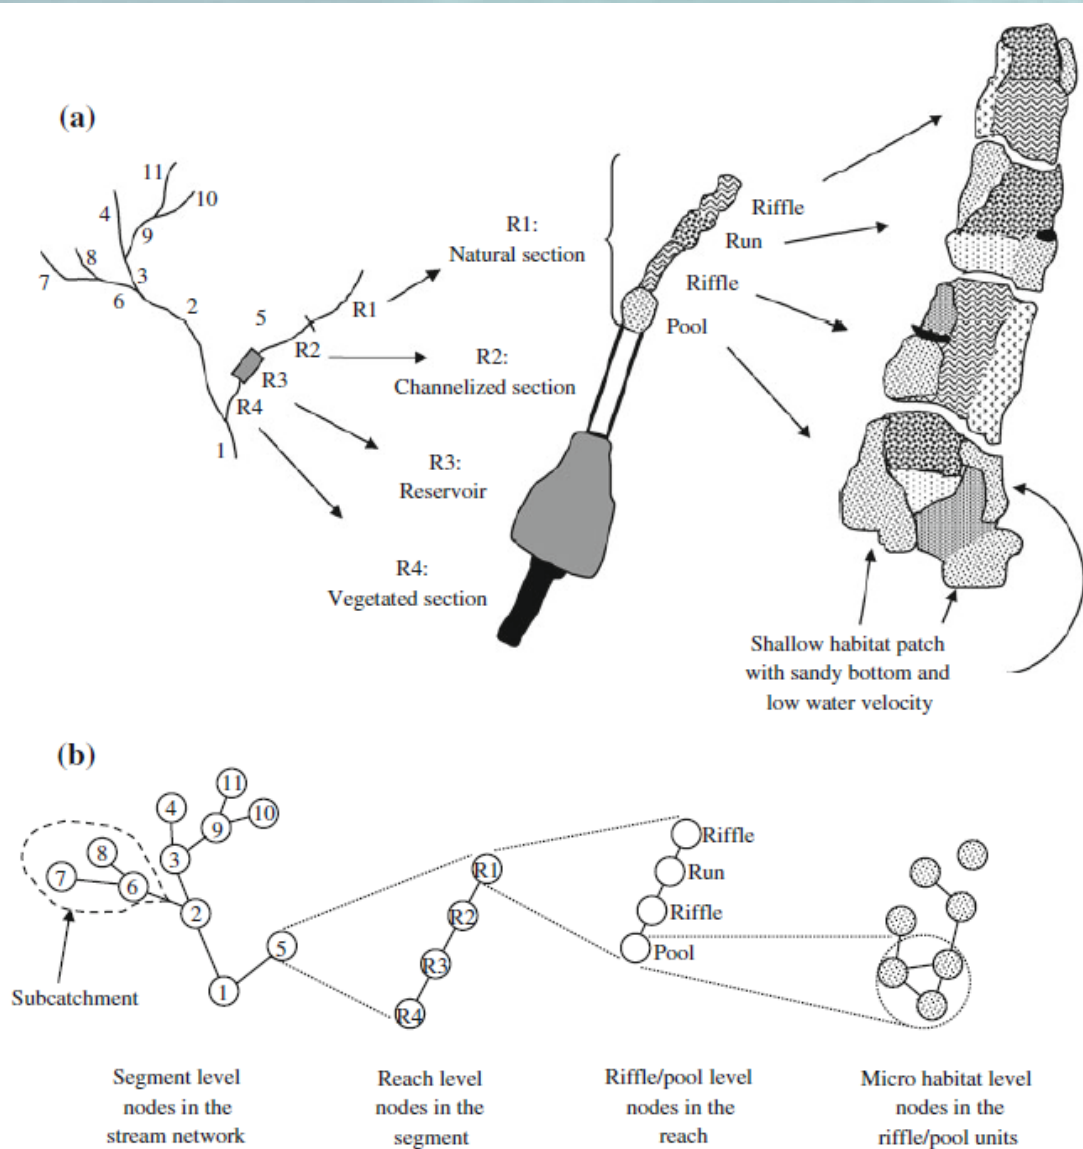 (a)
11
10
4
9
8
7
3
6
2
5
R1
R2
R3
R4
1
R1:
Natural section
R2:
Channelized section
R3:
Reservoir
R4:
Vegetated section
Riffle
Run
Riffle
Pool
Shallow habitat patch
with sandy bottom and
low water velocity
(b)
11
4
10
9
8
3
7
6
2
5
1
Subcatchment
R1
R2
R3
R4
Riffle
Run
Riffle
Pool
Segment level
nodes in the
stream network
Reach level
nodes in the
segment
Riffle/pool level
nodes in the
reach
Micro habitat level
nodes in the
riffle/pool units